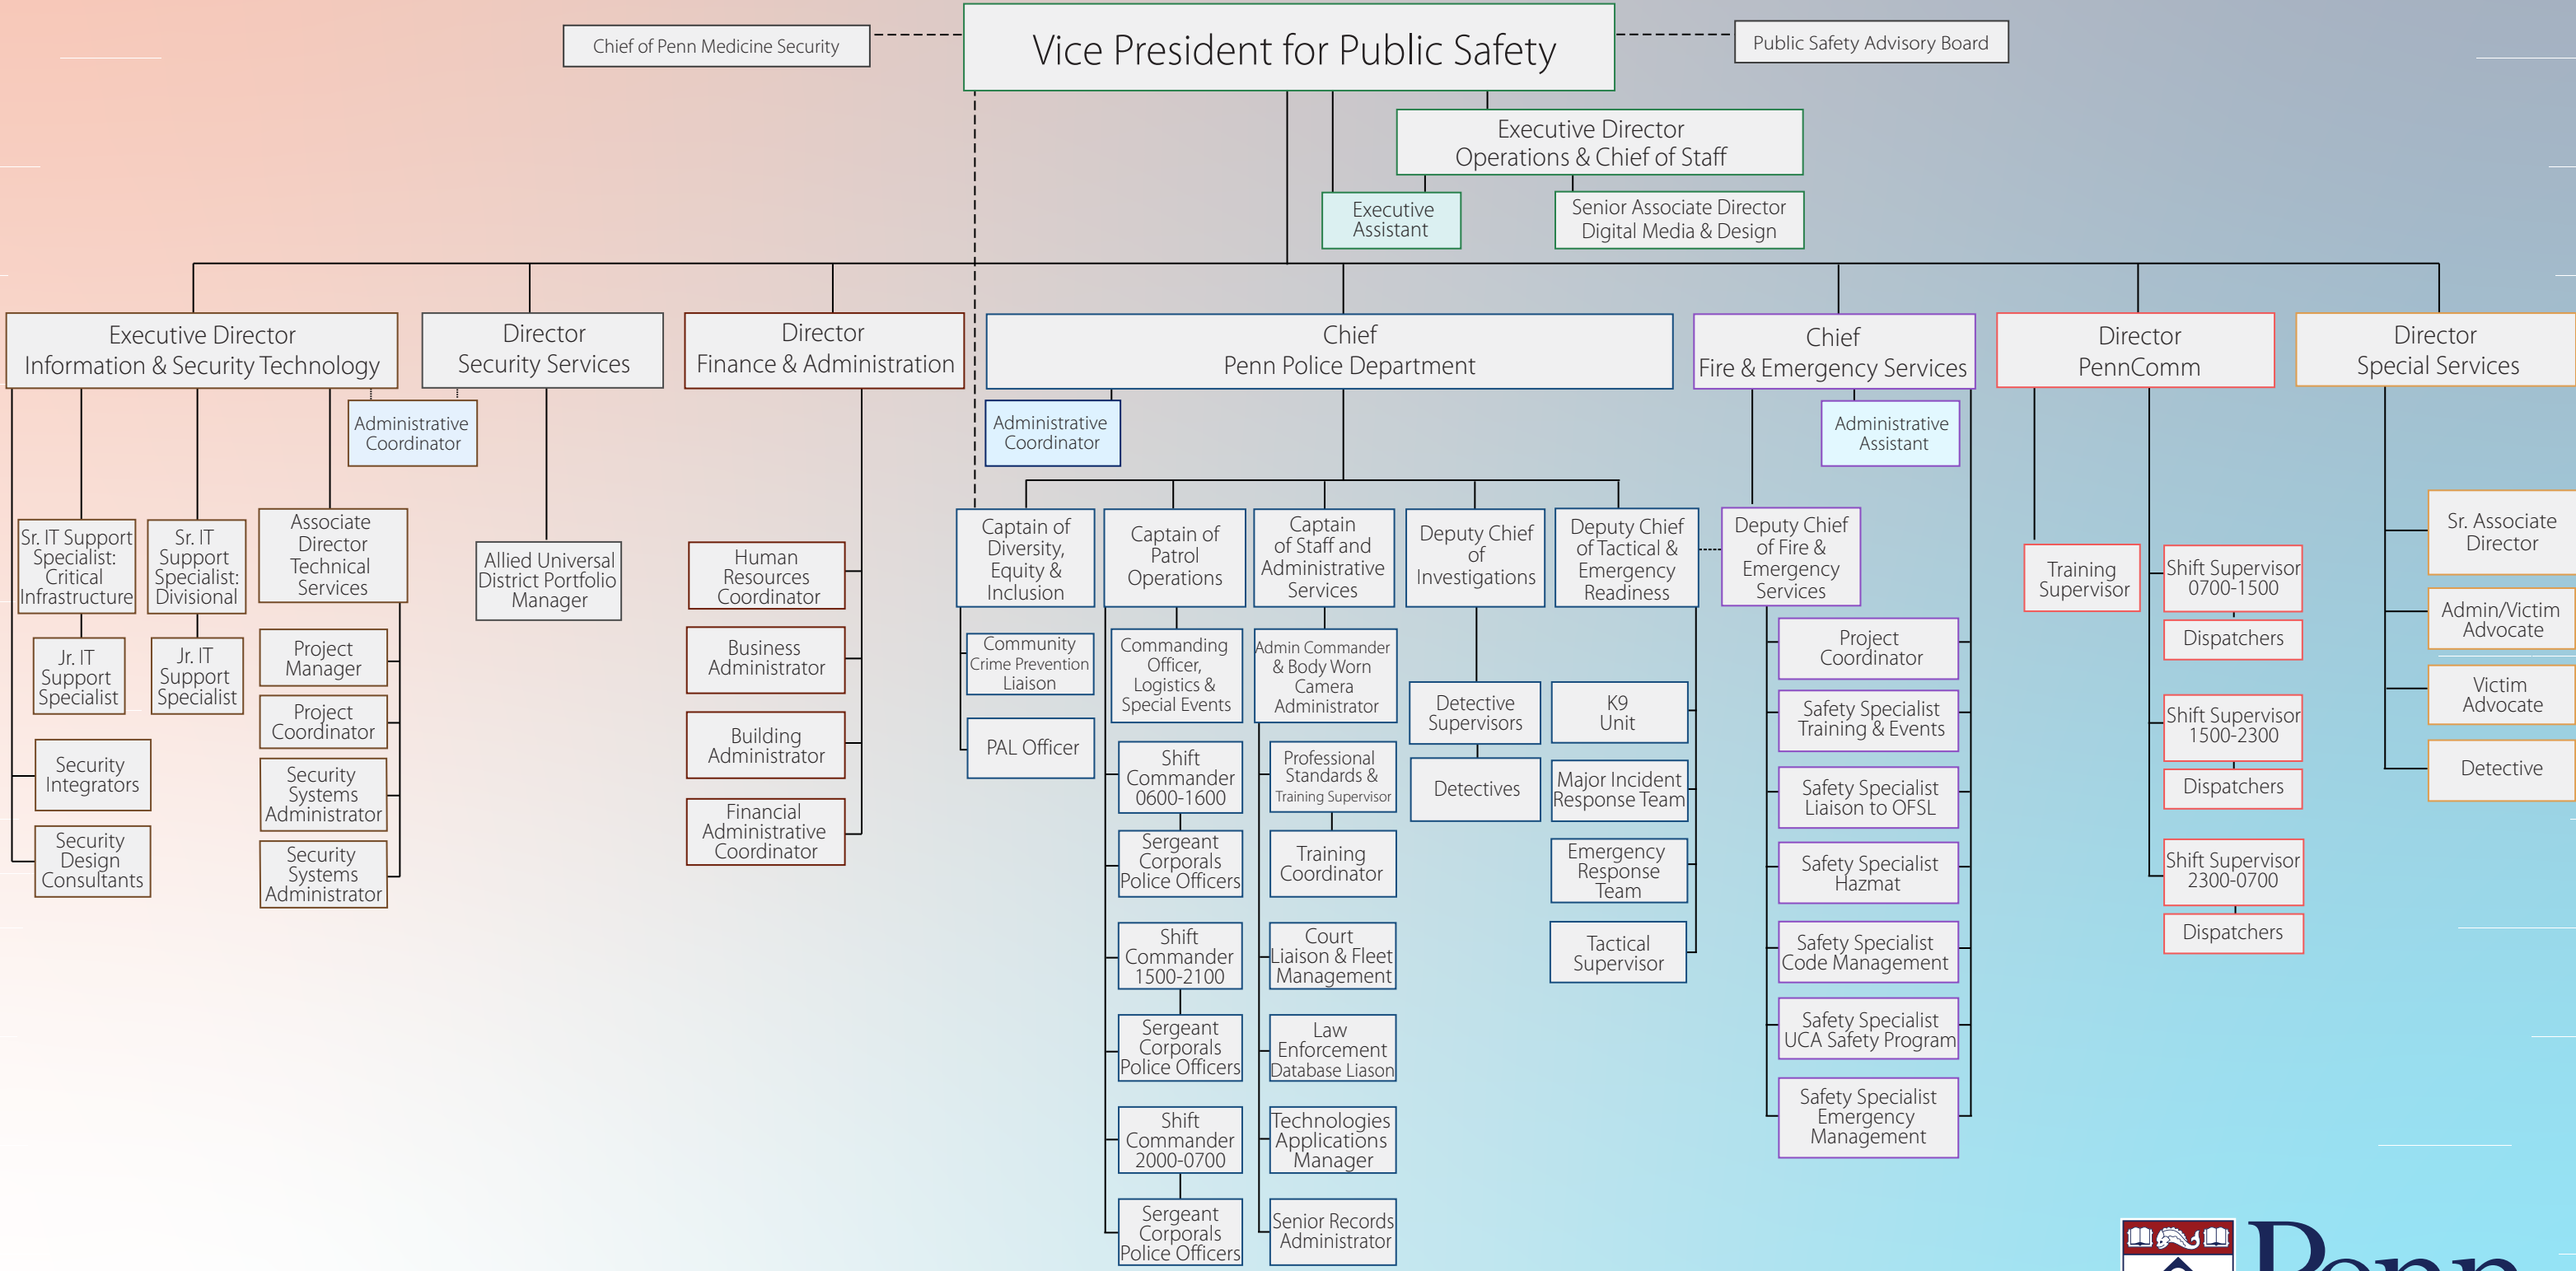 Chief of Penn Medicine Security
Vice President for Public Safety
Public Safety Advisory Board
Executive Director
Operations & Chief of Staff
Executive
Assistant
Senior Associate Director
Digital Media & Design
Executive Director
Information & Security Technology
Director
Security Services
Director
Finance & Administration
Chief
Penn Police Department
Chief
Fire & Emergency Services
Director
PennComm
Director
Special Services
Administrative
Coordinator
Administrative
Coordinator
Administrative
Assistant
Sr. IT Support
Specialist:
Critical
Infrastructure
Jr. IT
Support
Specialist
Security
Integrators
Security
Design
Consultants
Sr. IT
Support
Specialist:
Divisional
Jr. IT
Support
Specialist
Associate
Director
Technical
Services
Project
Manager
Project
Coordinator
Security
Systems
Administrator
Security
Systems
Administrator
Allied Universal
District Portfolio
Manager
Human
Resources
Coordinator
Business
Administrator
Building
Administrator
Financial
Administrative
Coordinator
Captain of
Diversity,
Equity &
Inclusion
Community
Crime Prevention
Liaison
PAL Officer
Captain of
Patrol
Operations
Commanding
Officer,
Logistics &
Special Events
Shift
Commander
0600-1600
Sergeant
Corporals
Police Officers
Shift
Commander
1500-2100
Sergeant
Corporals
Police Officers
Shift
Commander
2000-0700
Sergeant
Corporals
Police Officers
Captain
of Staff and
Administrative
Services
Admin Commander
& Body Worn
Camera
Administrator
Professional
Standards &
Training Supervisor
Training
Coordinator
Court
Liaison & Fleet
Management
Law
Enforcement
Database Liason
Technologies
Applications
Manager
Senior Records
Administrator
Deputy Chief
of
Investigations
Detective
Supervisors
Detectives
Deputy Chief
of Tactical &
Emergency
Readiness
K9
Unit
Major Incident
Response Team
Emergency
Response
Team
Tactical
Supervisor
Deputy Chief
of Fire &
Emergency
Services
Project
Coordinator
Safety Specialist
Training & Events
Safety Specialist
Liaison to OFSL
Safety Specialist
Hazmat
Safety Specialist
Code Management
Safety Specialist
UCA Safety Program
Safety Specialist
Emergency
Management
Training
Supervisor
Shift Supervisor
0700-1500
Dispatchers
Shift Supervisor
1500-2300
Dispatchers
Shift Supervisor
2300-0700
Dispatchers
Sr. Associate
Director
Admin/Victim
Advocate
Victim
Advocate
Detective
Penn